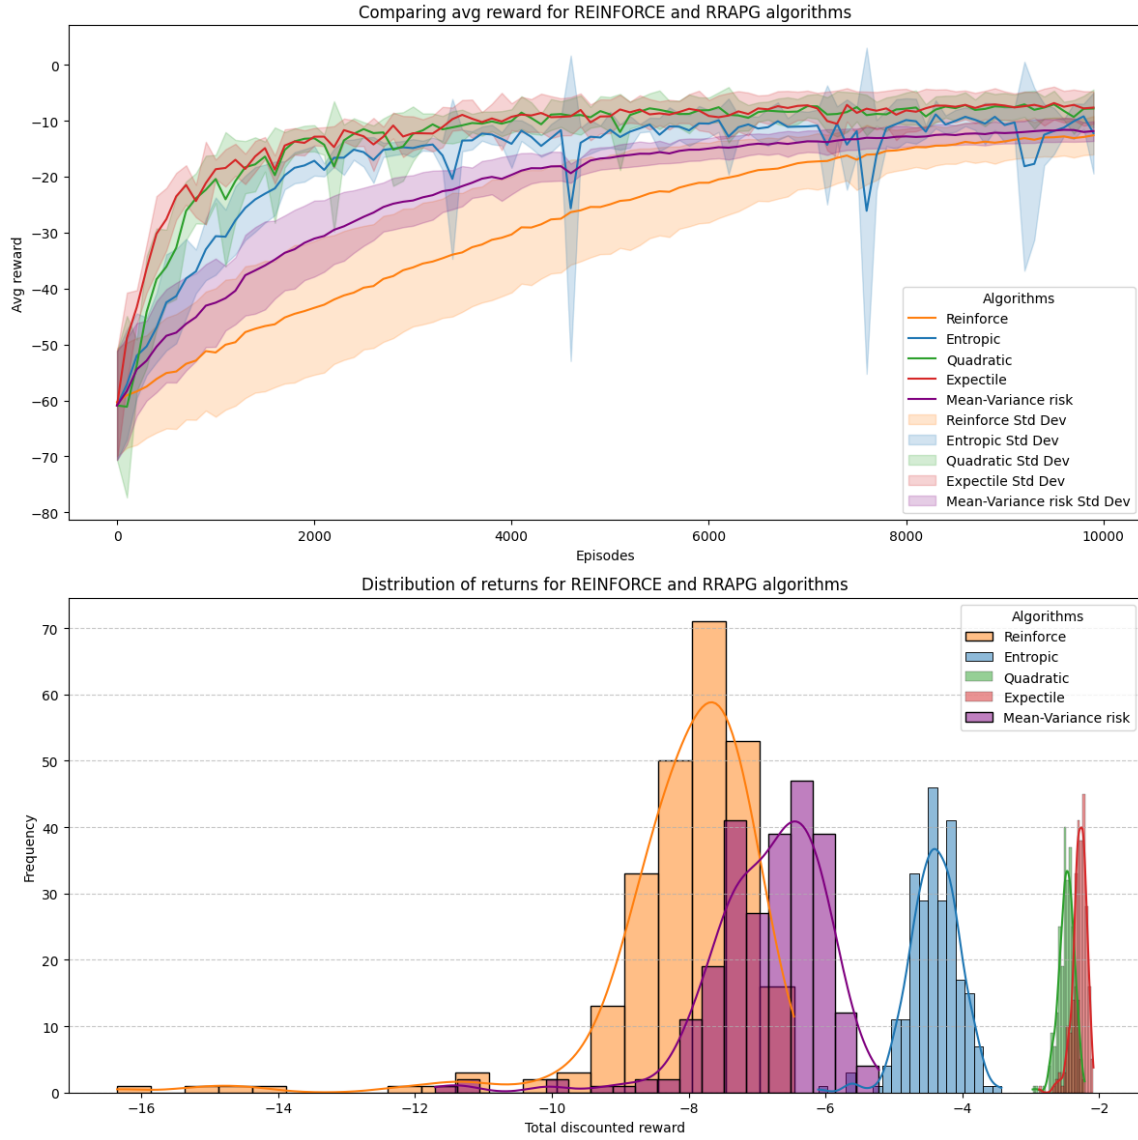 Comparing avg reward for REINFORCE and RRAPG algorithms
Avg reward
0
−10
−20
−30
−40
−50
−60
−70
−80
0
2000
4000
6000
8000
10000
Episodes
Algorithms
Reinforce
Entropic
Quadratic
Expectile
Mean-Variance risk
Reinforce Std Dev
Entropic Std Dev
Quadratic Std Dev
Expectile Std Dev
Mean-Variance risk Std Dev
Distribution of returns for REINFORCE and RRAPG algorithms
Frequency
70
60
50
40
30
20
10
0
−16
−14
−12
−10
−8
−6
−4
−2
Total discounted reward
Algorithms
Reinforce
Entropic
Quadratic
Expectile
Mean-Variance risk